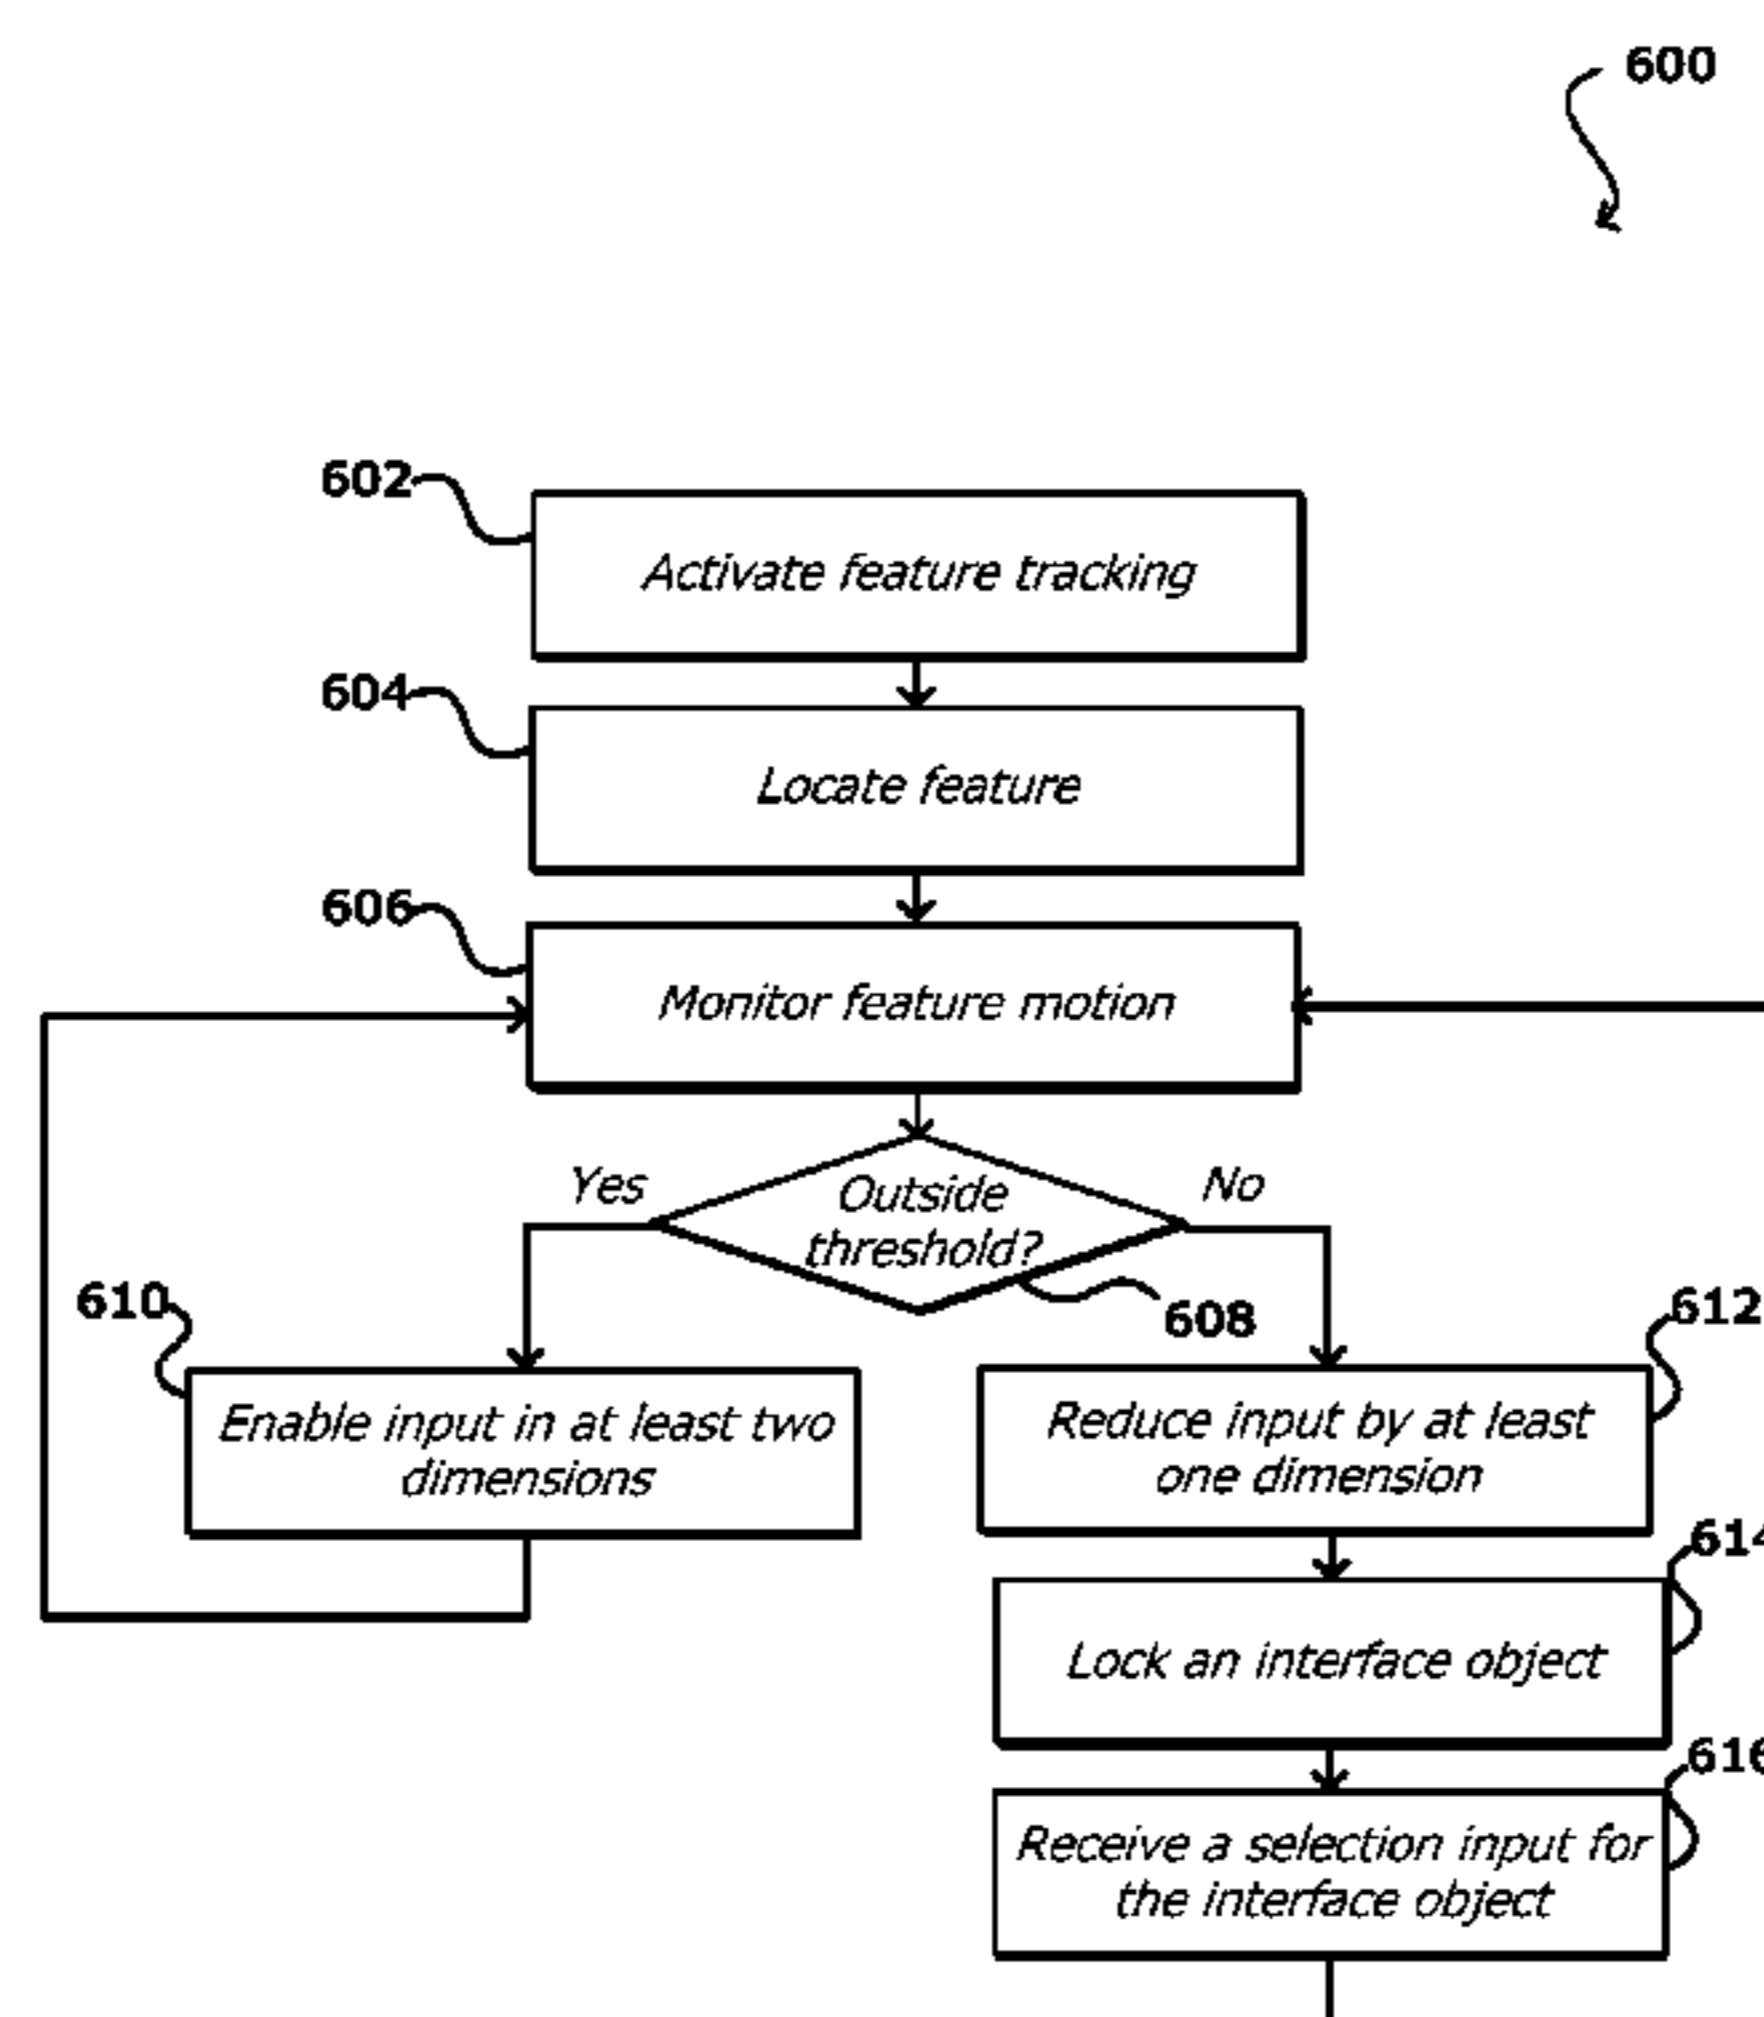 600
602
Activate feature tracking
604
Locate feature
606
Monitor feature motion
Yes
Outside
threshold?
No
608
610
Enable input in at least two
dimensions
612
Reduce input by at least
one dimension
614
Lock an interface object
616
Receive a selection input for
the interface object